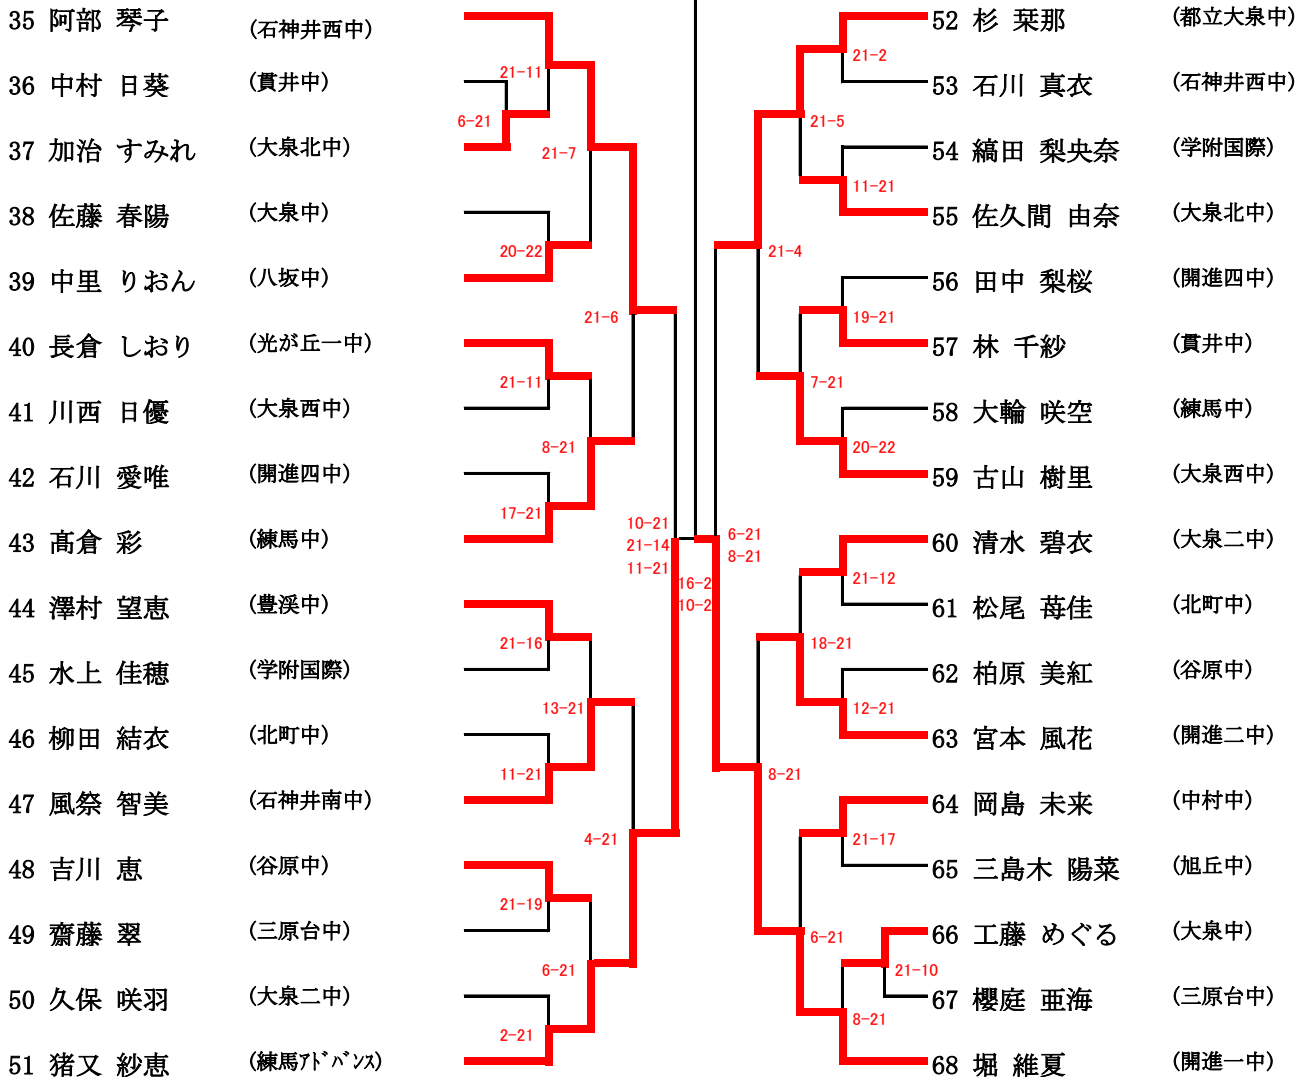 35 阿部 琴子 (石神井西中)
36 中村 日葵 (貫井中)
37 加治 すみれ (大泉北中)
38 佐藤 春陽 (大泉中)
39 中里 りおん (八坂中)
40 長倉 しおり (光が丘一中)
41 川西 日優 (大泉西中)
42 石川 愛唯 (開進四中)
43 髙倉 彩 (練馬中)
44 澤村 望恵 (豊渓中)
45 水上 佳穂 (学附国際)
46 柳田 結衣 (北町中)
47 風祭 智美 (石神井南中)
48 吉川 恵 (谷原中)
49 齋藤 翠 (三原台中)
50 久保 咲羽 (大泉二中)
51 猪又 紗恵 (練馬ｱﾄﾞﾊﾞﾝｽ)
21-11
6-21
21-7
20-22
21-6
21-11
8-21
17-21
10-21
21-14
11-21
21-16
13-21
11-21
4-21
21-19
6-21
2-21
16-2
10-2
6-21
8-21
21-2
21-5
11-21
21-4
19-21
7-21
20-22
21-12
18-21
12-21
8-21
21-17
6-21
21-10
8-21
52 杉 栞那 (都立大泉中)
53 石川 真衣 (石神井西中)
54 縞田 梨央奈 (学附国際)
55 佐久間 由奈 (大泉北中)
56 田中 梨桜 (開進四中)
57 林 千紗 (貫井中)
58 大輪 咲空 (練馬中)
59 古山 樹里 (大泉西中)
60 清水 碧衣 (大泉二中)
61 松尾 苺佳 (北町中)
62 柏原 美紅 (谷原中)
63 宮本 風花 (開進二中)
64 岡島 未来 (中村中)
65 三島木 陽菜 (旭丘中)
66 工藤 めぐる (大泉中)
67 櫻庭 亜海 (三原台中)
68 堀 維夏 (開進一中)